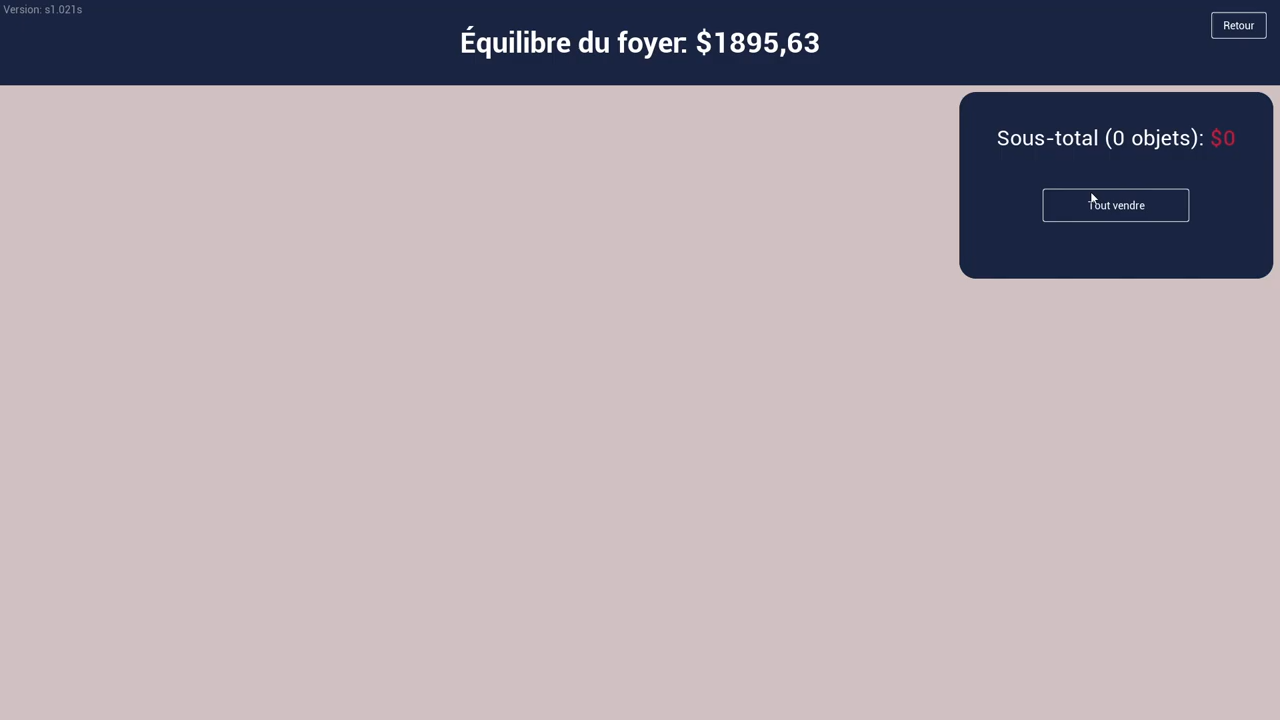 Version: s1.021s
Équilibre du foyer: $1895,63
Retour
Sous-total (0 objets): $0
Tout vendre